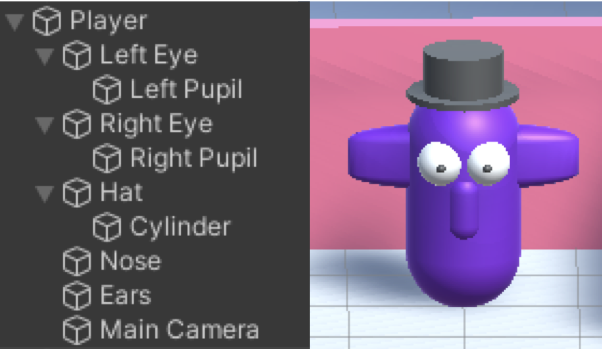 Player
Left Eye
Left Pupil
Right Eye
Right Pupil
Hat
Cylinder
Nose
Ears
Main Camera